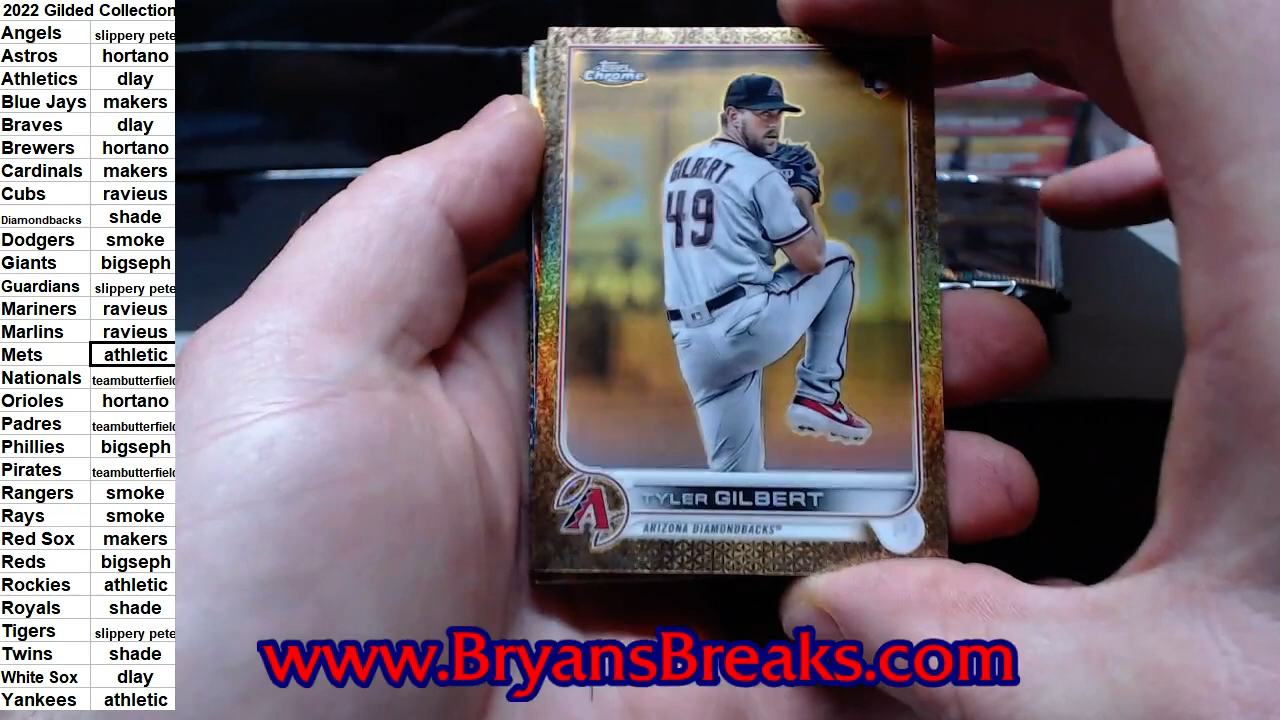 2022 Gilded Collection
Angels slippery pete
Astros hortano
Athletics dlay
Blue Jays makers
Braves dlay
Brewers hortano
Cardinals makers
Cubs ravieus
Diamondbacks shade
Dodgers smoke
Giants bigseph
Guardians slippery pete
Mariners ravieus
Marlins ravieus
Mets athletic
Nationals teambutterfield
Orioles hortano
Padres teambutterfield
Phillies bigseph
Pirates teambutterfield
Rangers smoke
Rays smoke
Red Sox makers
Reds bigseph
Rockies athletic
Royals shade
Tigers slippery pete
Twins shade
White Sox dlay
Yankees athletic
Topps
Chrome
GILBERT
49
TYLER GILBERT
ARIZONA DIAMONDBACKS™
www.BryansBreaks.com